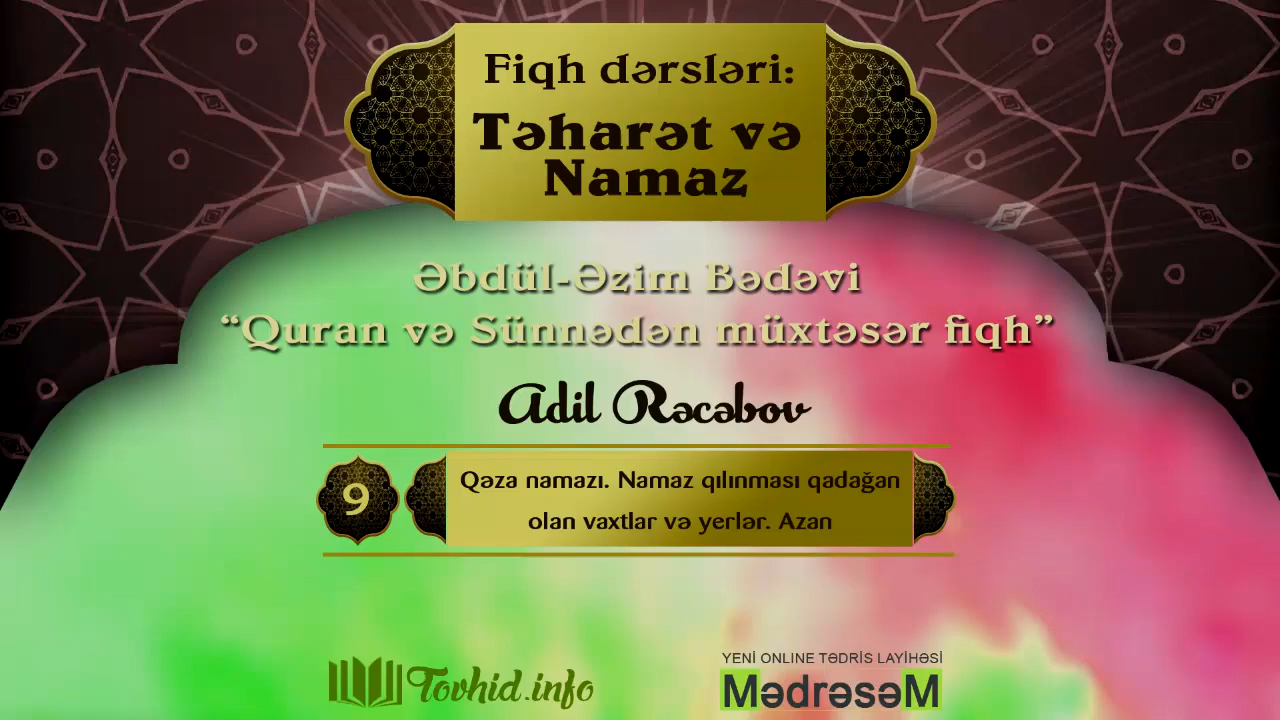 Fiqh dərsləri:
Təharət və
Namaz
Əbdül-Əzim Bədəvi
“Quran və Sünnədən müxtəsər fiqh”
Adil Rəcəbov
9
Qəza namazı. Namaz qılınması qadağan
olan vaxtlar və yerlər. Azan
Tovhid.info
YENİ ONLINE TƏDRİS LAYİHƏSİ
MədrəsəM